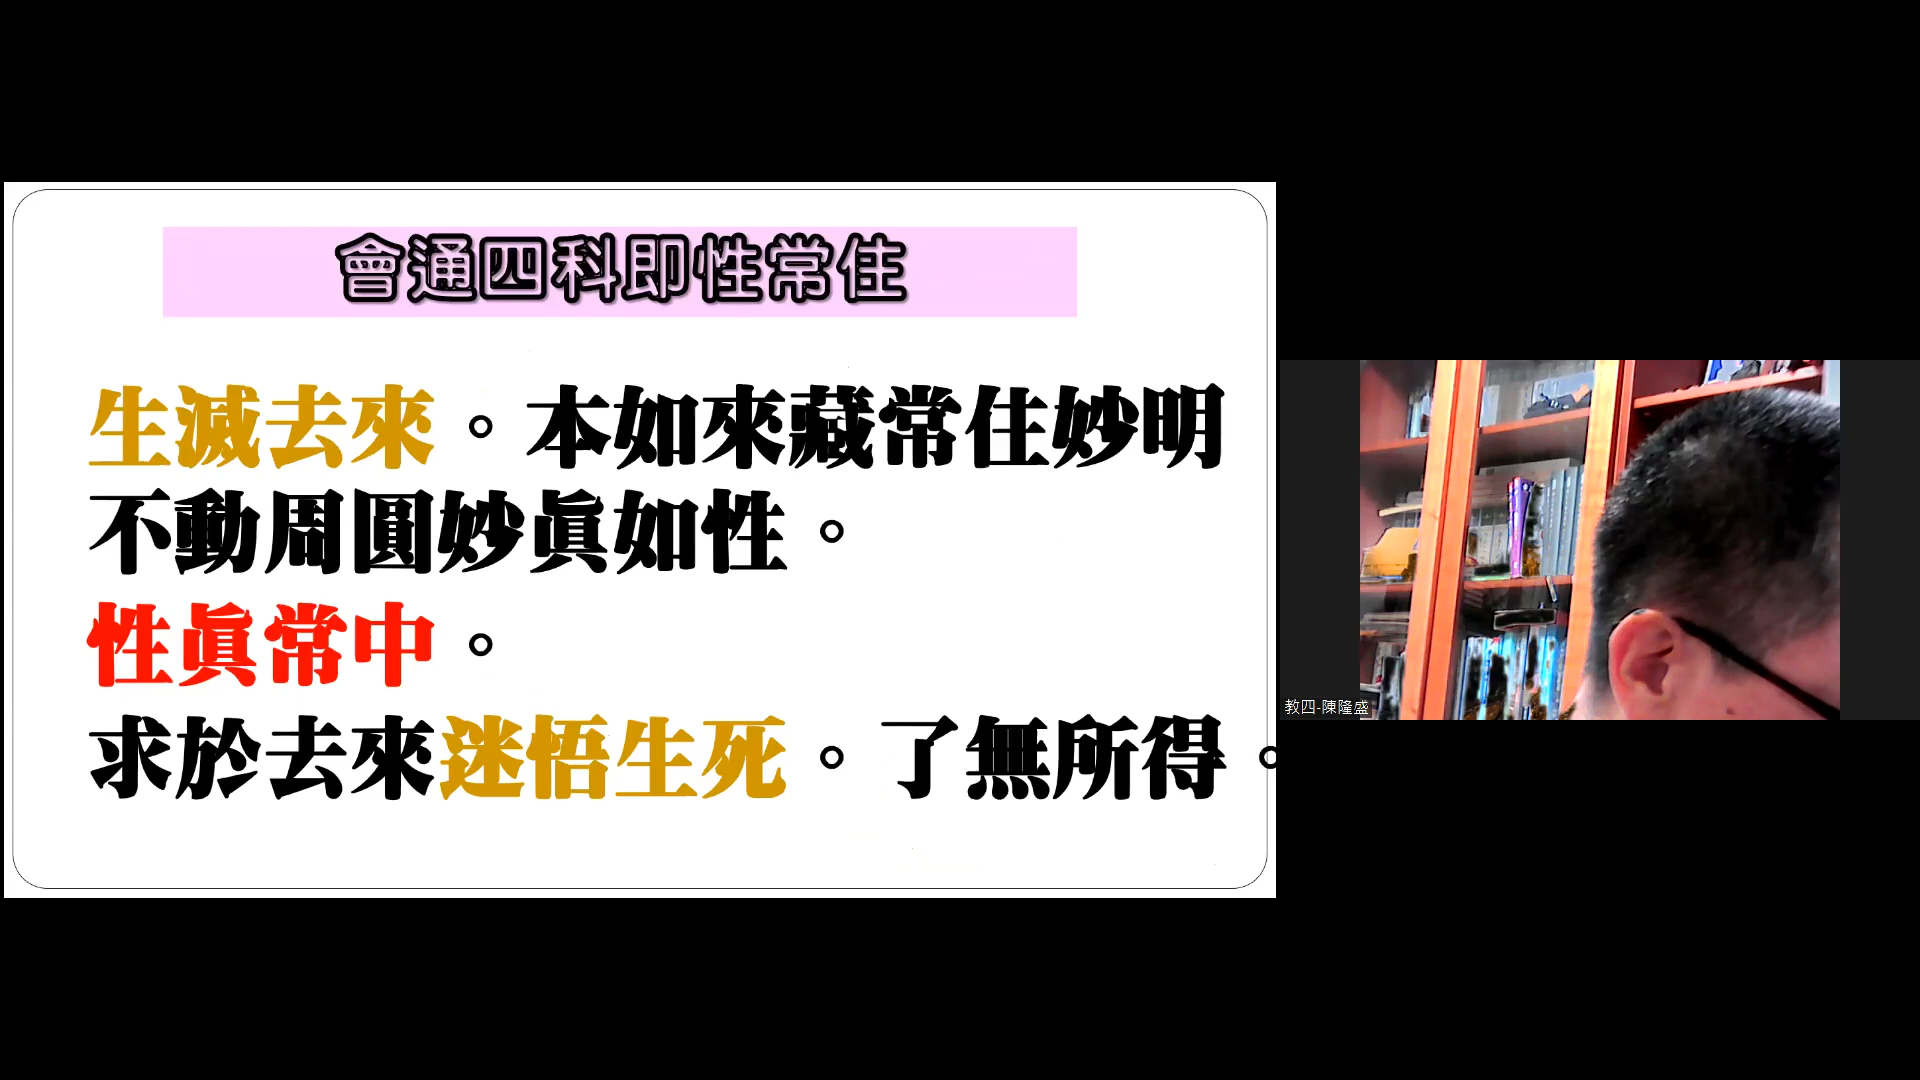 會通四科即性常住
生滅去來。本如來藏常住妙明
不動周圓妙眞如性。
性眞常中。
求於去來迷悟生死。了無所得。
教四-陳隆盛